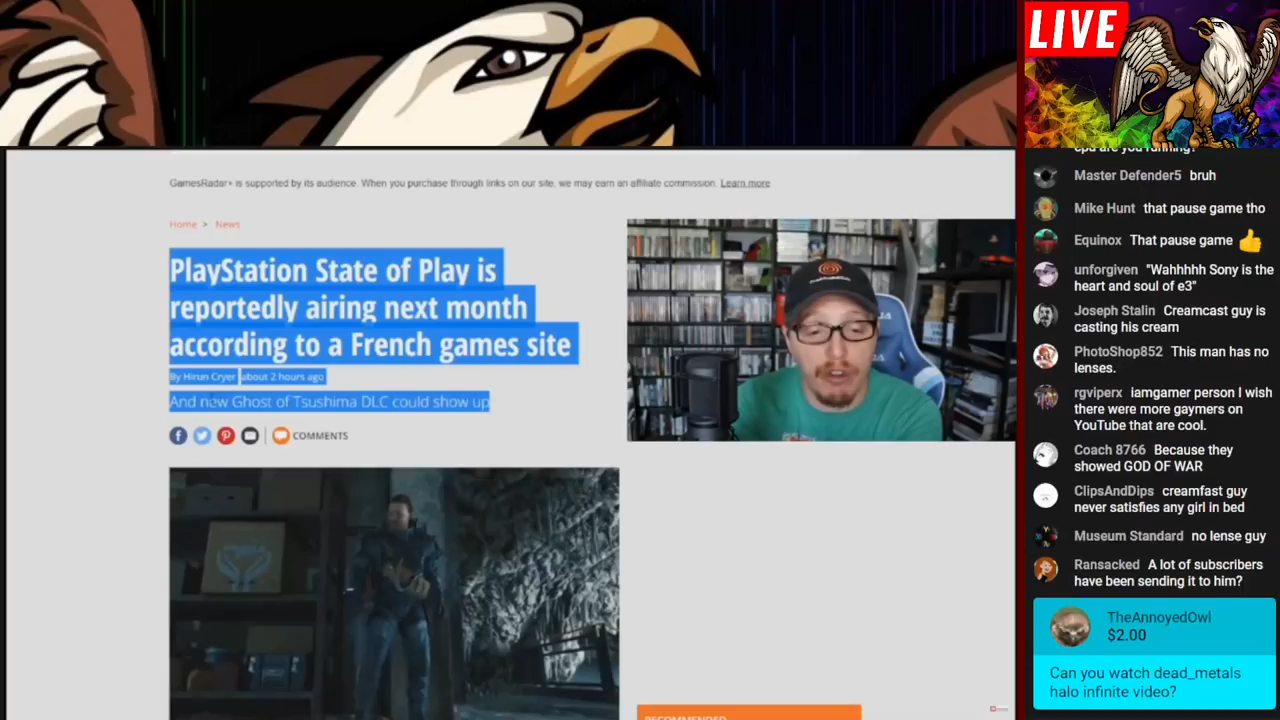 LIVE
GamesRadar+ is supported by its audience. When you purchase through links on our site, we may earn an affiliate commission. Learn more
Home > News
PlayStation State of Play is
reportedly airing next month
according to a French games site
By Hirun Cryer about 2 hours ago
And new Ghost of Tsushima DLC could show up
COMMENTS
RECOMMENDED
cpu are you running?
Master Defender5 bruh
Mike Hunt that pause game tho
Equinox That pause game 👍
unforgiven "Wahhhhh Sony is the
heart and soul of e3"
Joseph Stalin Creamcast guy is
casting his cream
PhotoShop852 This man has no
lenses.
rgviperx iamgamer person I wish
there were more gaymers on
YouTube that are cool.
Coach 8766 Because they
showed GOD OF WAR
ClipsAndDips creamfast guy
never satisfies any girl in bed
Museum Standard no lense guy
Ransacked A lot of subscribers
have been sending it to him?
TheAnnoyedOwl
$2.00
Can you watch dead_metals
halo infinite video?